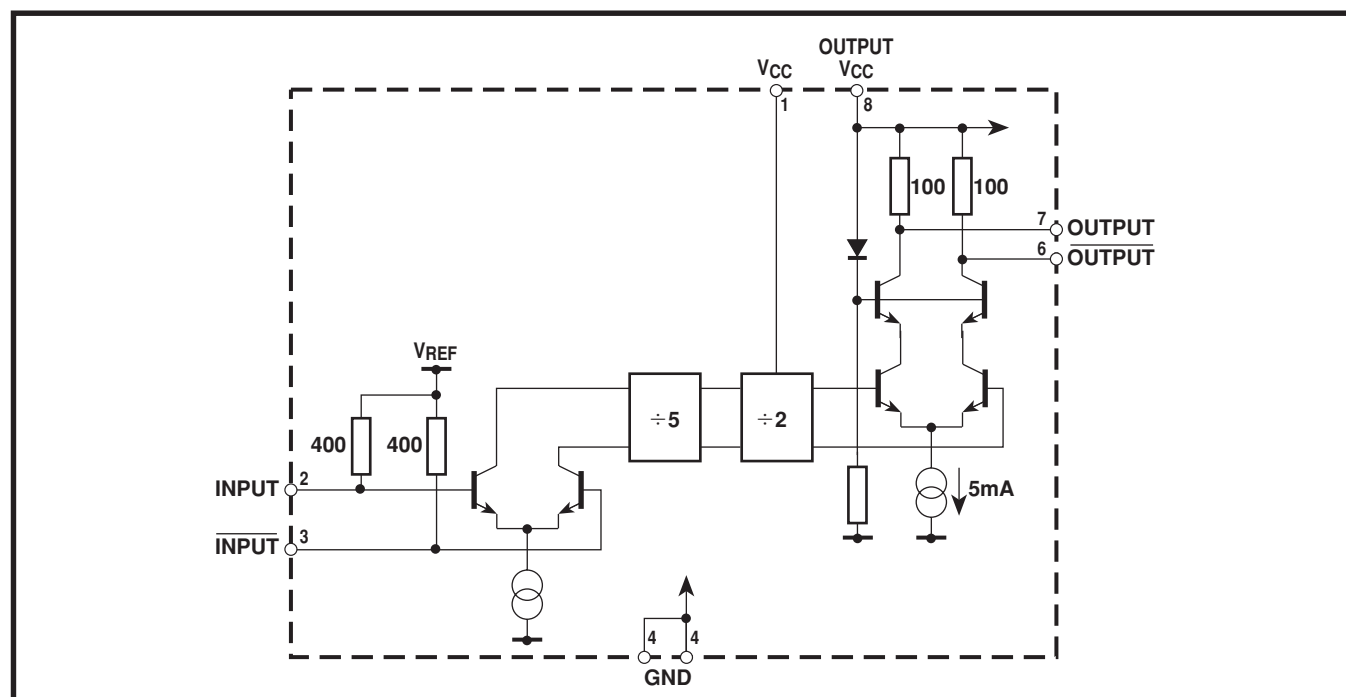 OUTPUT
VCC
VCC
1
8
100
100
7
OUTPUT
6
OUTPUT
VREF
÷5
÷2
400
400
INPUT
2
5mA
INPUT
3
4
4
GND